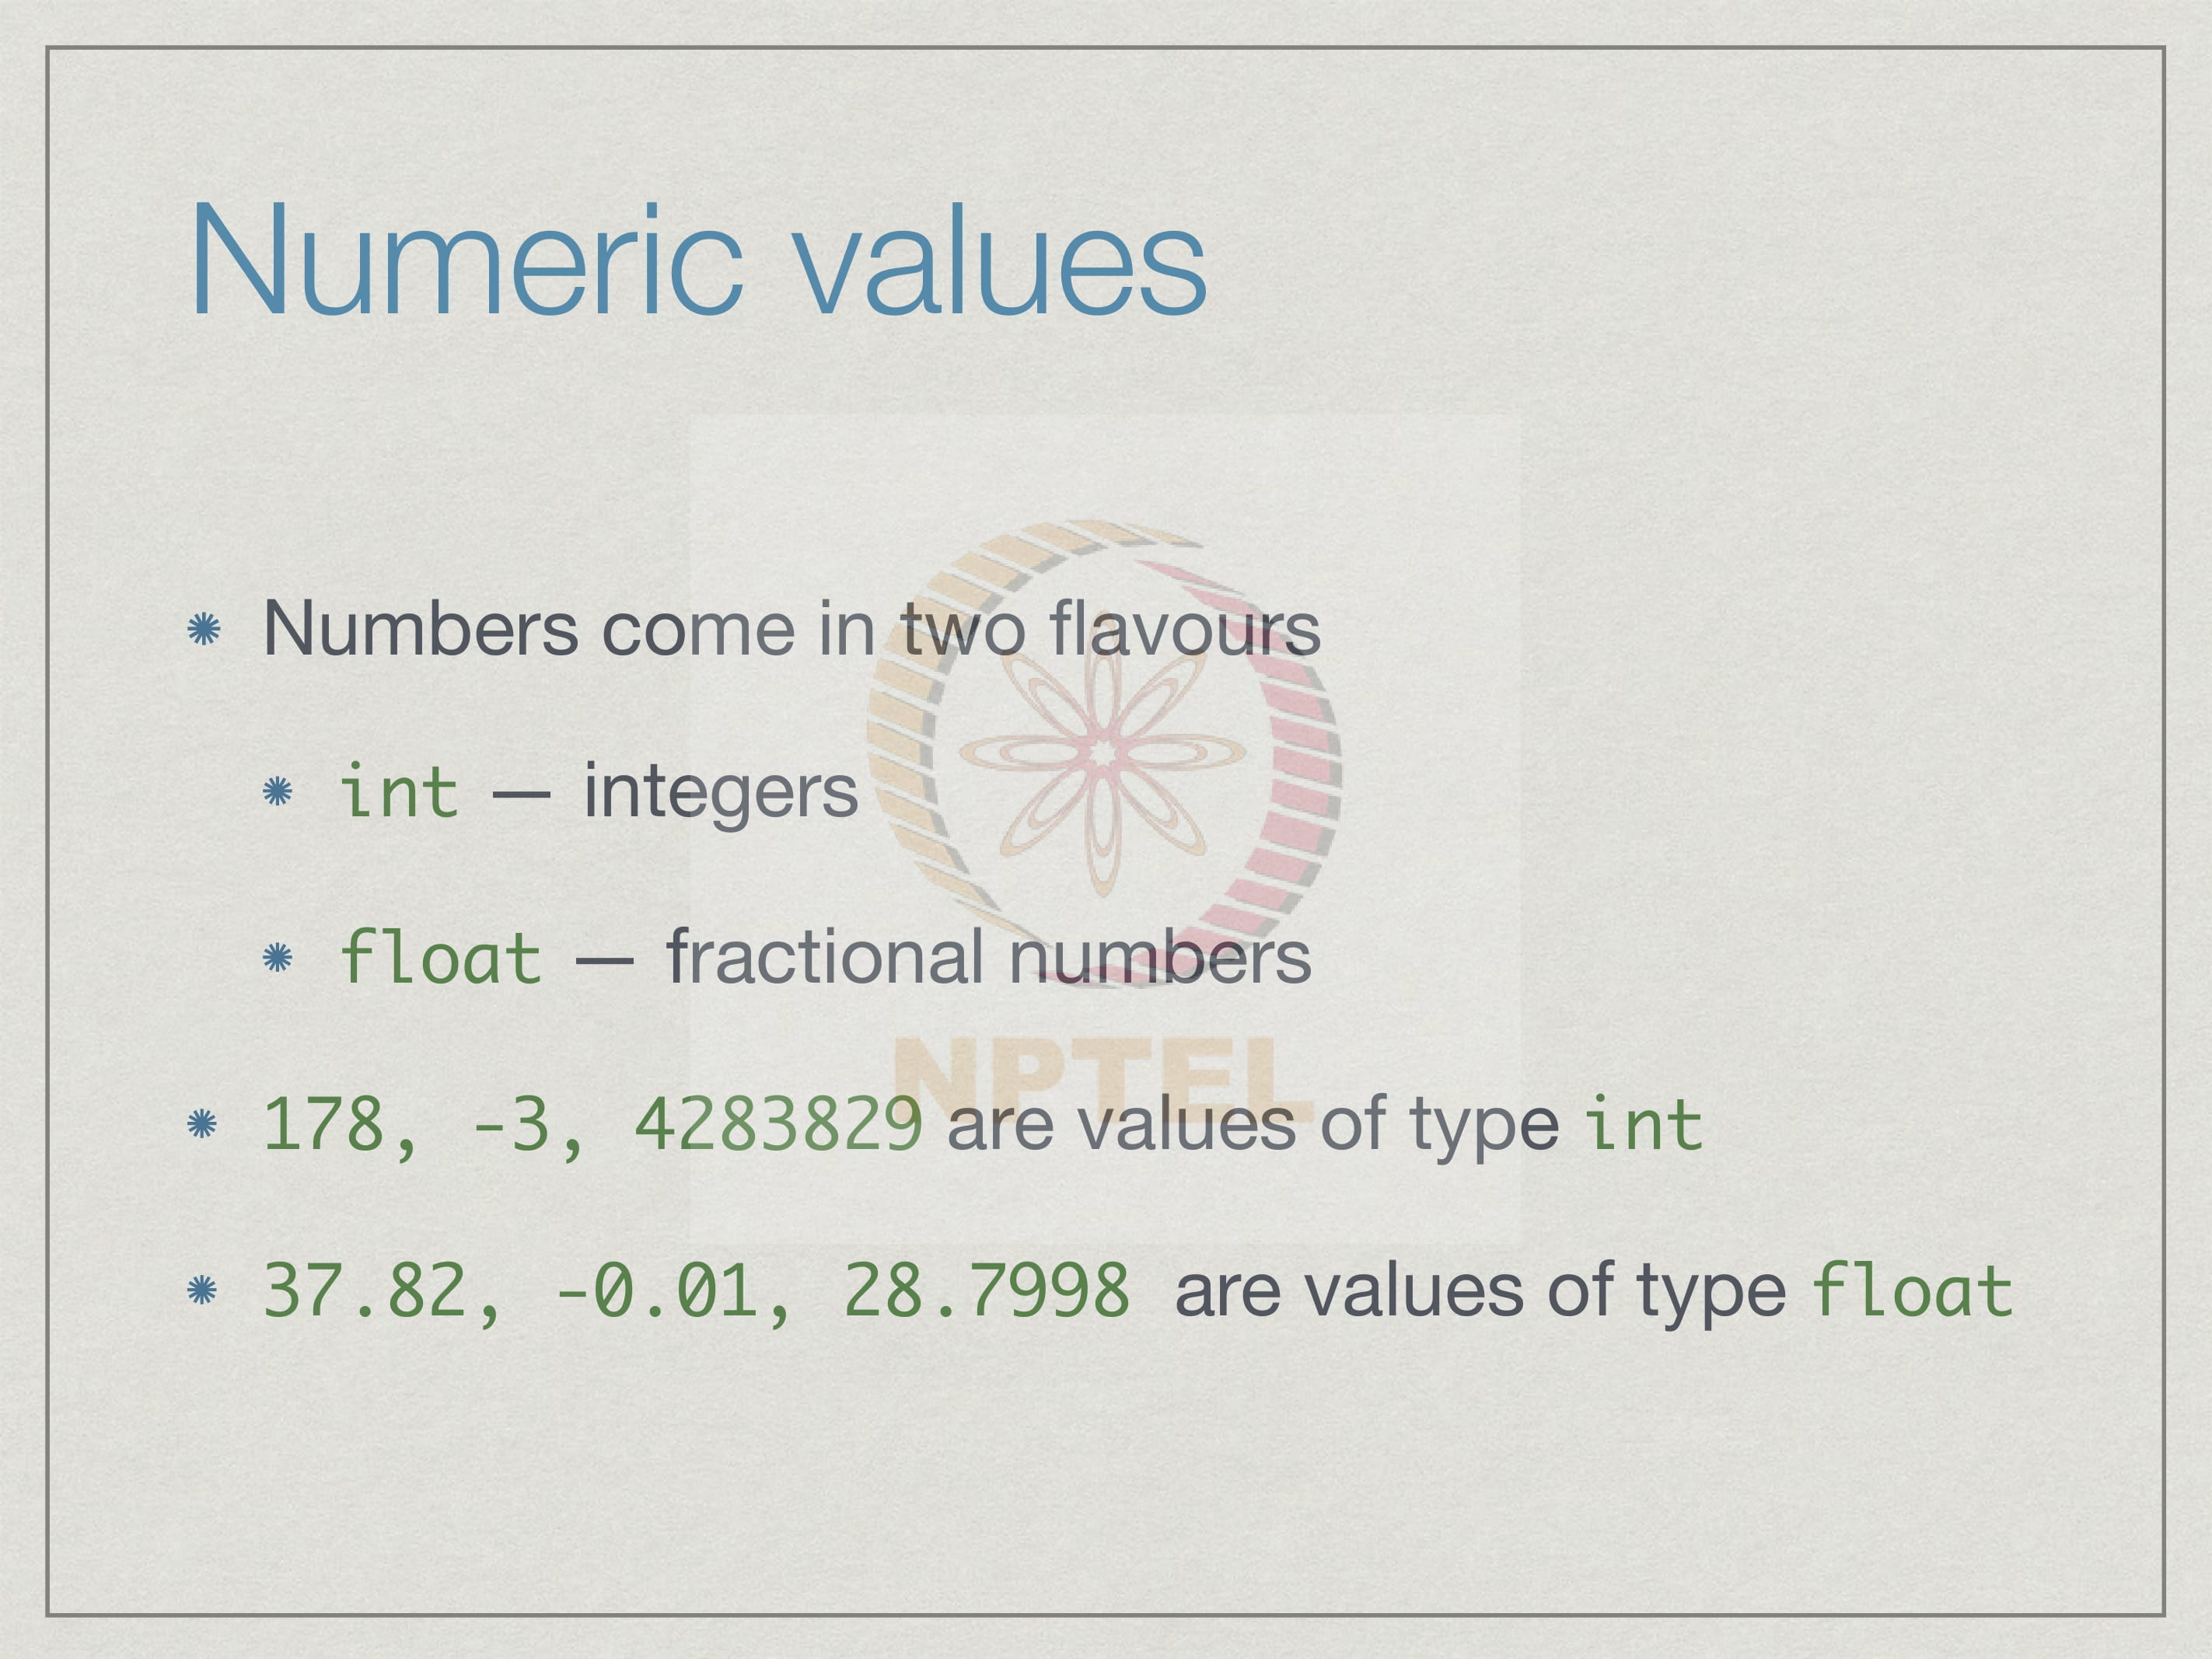 Numeric values
Numbers come in two flavours
int — integers
float — fractional numbers
NPTEL
178, -3, 4283829 are values of type int
37.82, -0.01, 28.7998 are values of type float